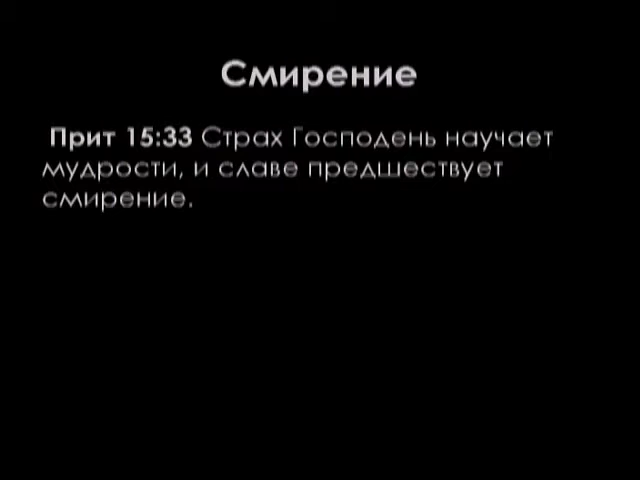 Смирение
Прит 15:33 Страх Господень научает
мудрости, и славе предшествует
смирение.